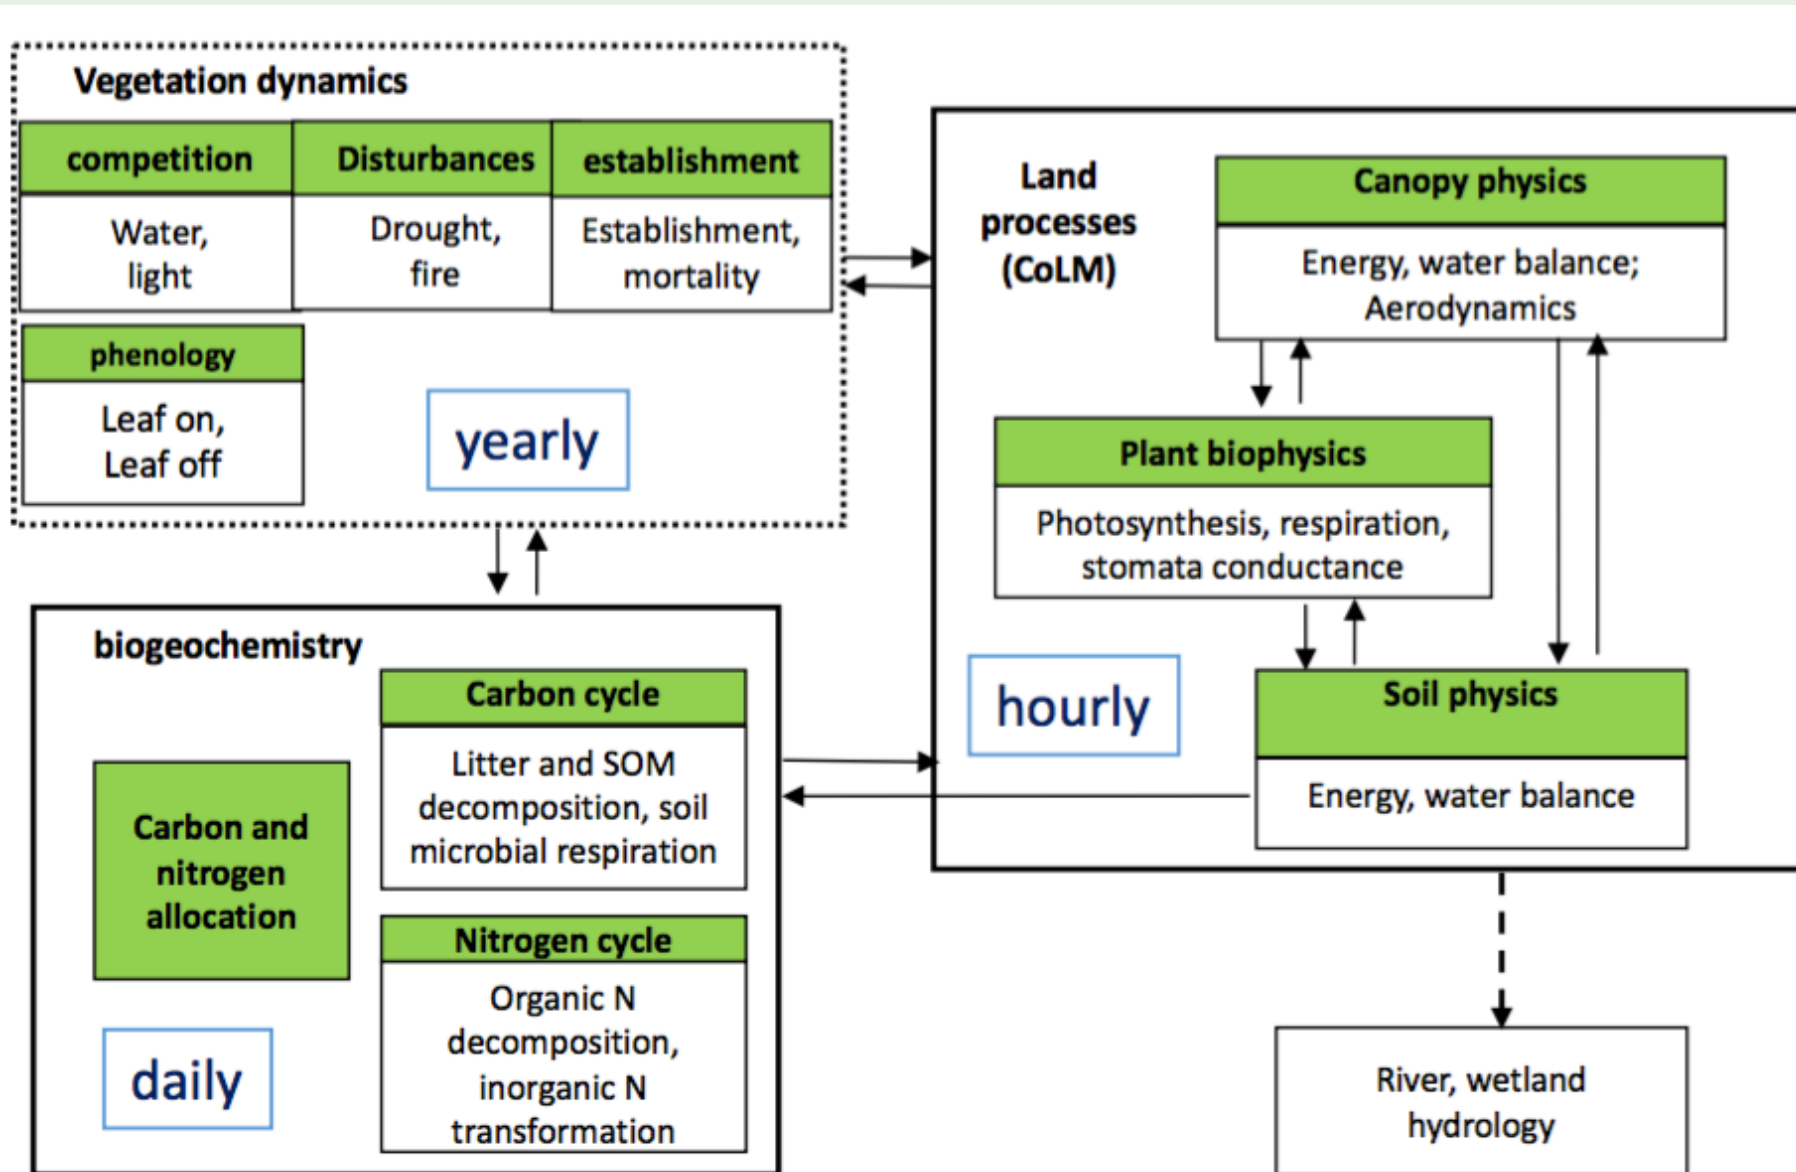 Vegetation dynamics
competition
Water,
light
Disturbances
Drought,
fire
establishment
Establishment,
mortality
phenology
Leaf on,
Leaf off
yearly
Land
processes
(CoLM)
Canopy physics
Energy, water balance;
Aerodynamics
Plant biophysics
Photosynthesis, respiration,
stomata conductance
hourly
Soil physics
Energy, water balance
biogeochemistry
Carbon and
nitrogen
allocation
Carbon cycle
Litter and SOM
decomposition, soil
microbial respiration
Nitrogen cycle
Organic N
decomposition,
inorganic N
transformation
daily
River, wetland
hydrology